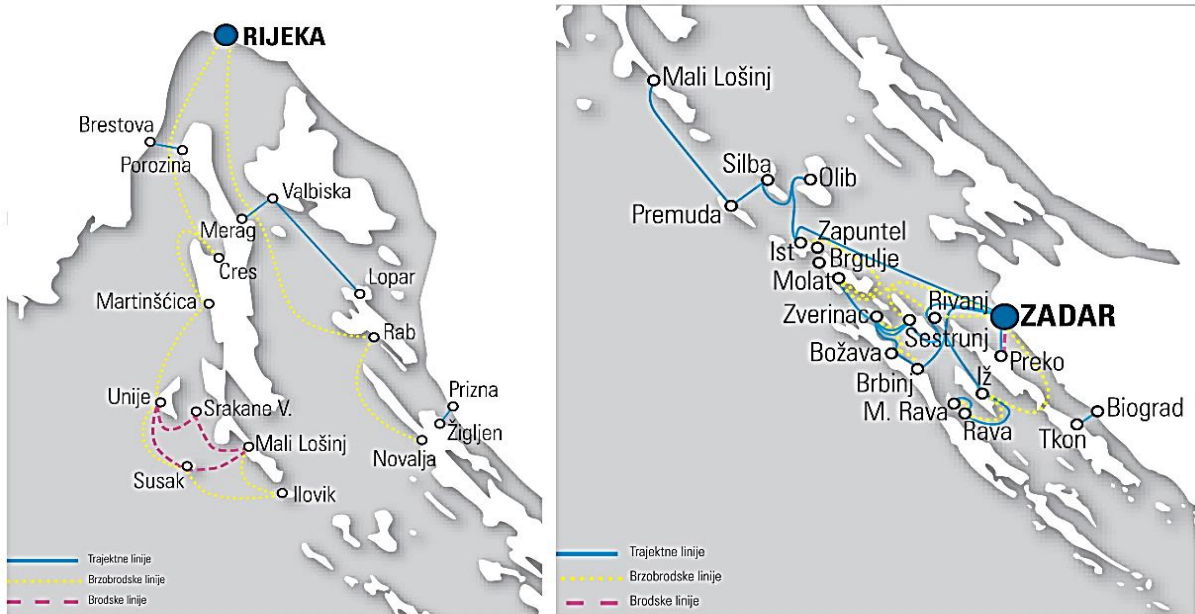 RIJEKA
Brestova
Porozina
Valbiska
Merag
Cres
Lopar
Martinšćica
Rab
Prizna
Unije
Srakane V.
Žigljen
Mali Lošinj
Novalja
Susak
Ilovik
Trajektne linije
Brzobrodske linije
Brodske linije
Mali Lošinj
Silba
Olib
Premuda
Zapuntel
Ist
Brgulje
Molat
Rivanj
ZADAR
Zverinac
Sestrunj
Božava
Preko
Brbinj
Iž
M. Rava
Biograd
Rava
Tkon
Trajektne linije
Brzobrodske linije
Brodske linije